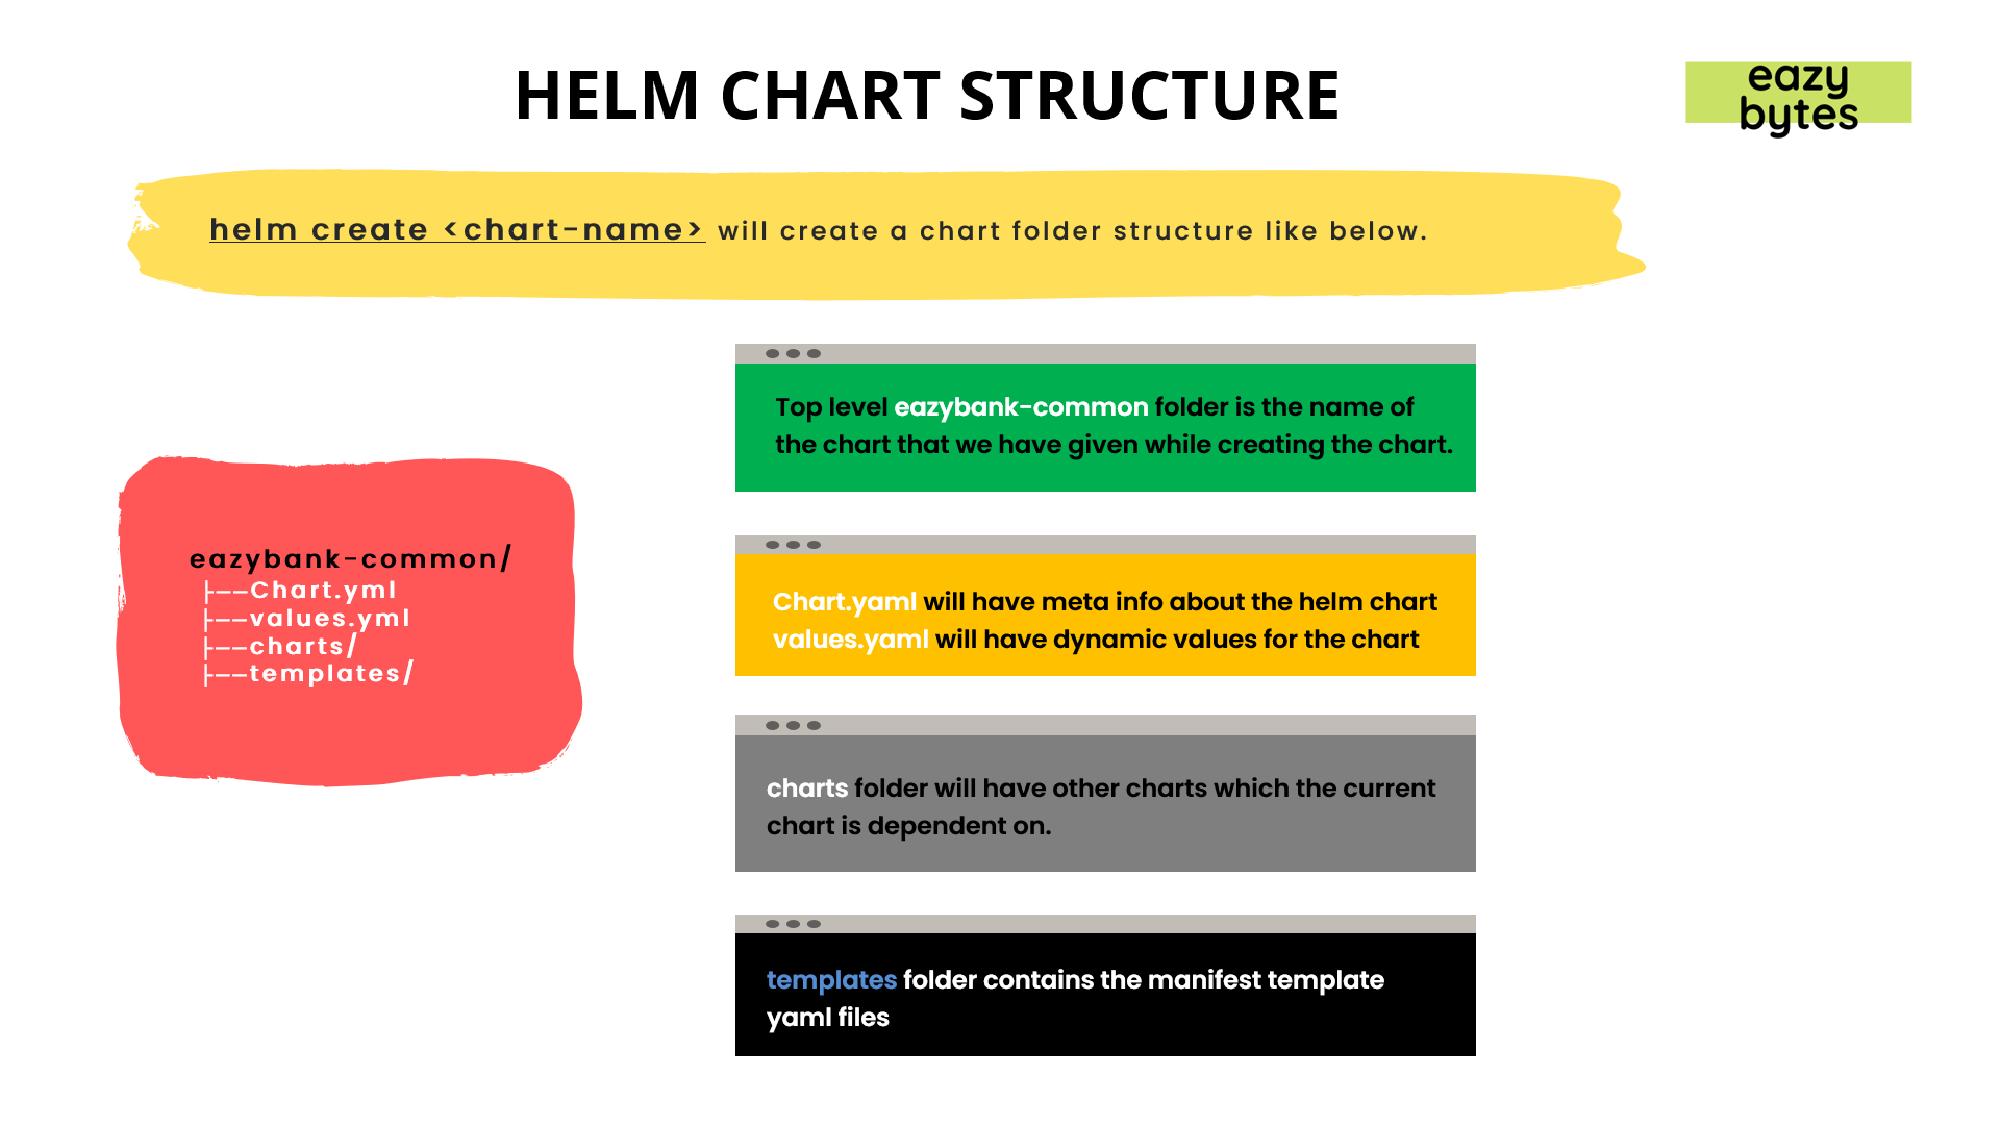 HELM CHART STRUCTURE
eazy
bytes
helm create <chart-name> will create a chart folder structure like below.
eazybank-common/
├──Chart.yml
├──values.yml
├──charts/
├──templates/
Top level eazybank-common folder is the name of
the chart that we have given while creating the chart.
Chart.yaml will have meta info about the helm chart
values.yaml will have dynamic values for the chart
charts folder will have other charts which the current
chart is dependent on.
templates folder contains the manifest template
yaml files